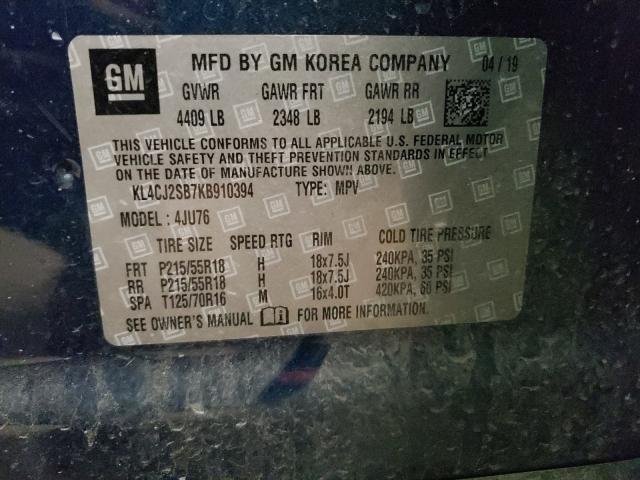 GM
MFD BY GM KOREA COMPANY 04 / 19
GVWR GAWR FRT GAWR RR
4409 LB 2348 LB 2194 LB
THIS VEHICLE CONFORMS TO ALL APPLICABLE U.S. FEDERAL MOTOR
VEHICLE SAFETY AND THEFT PREVENTION STANDARDS IN EFFECT
ON THE DATE OF MANUFACTURE SHOWN ABOVE.
KL4CJ2SB7KB910394 TYPE: MPV
MODEL : 4JU76
TIRE SIZE SPEED RTG RIM COLD TIRE PRESSURE
FRT P215/55R18 H 18x7.5J 240KPA, 35 PSI
RR P215/55R18 H 18x7.5J 240KPA, 35 PSI
SPA T125/70R16 M 16x4.0T 420KPA, 60 PSI
SEE OWNER'S MANUAL FOR MORE INFORMATION.